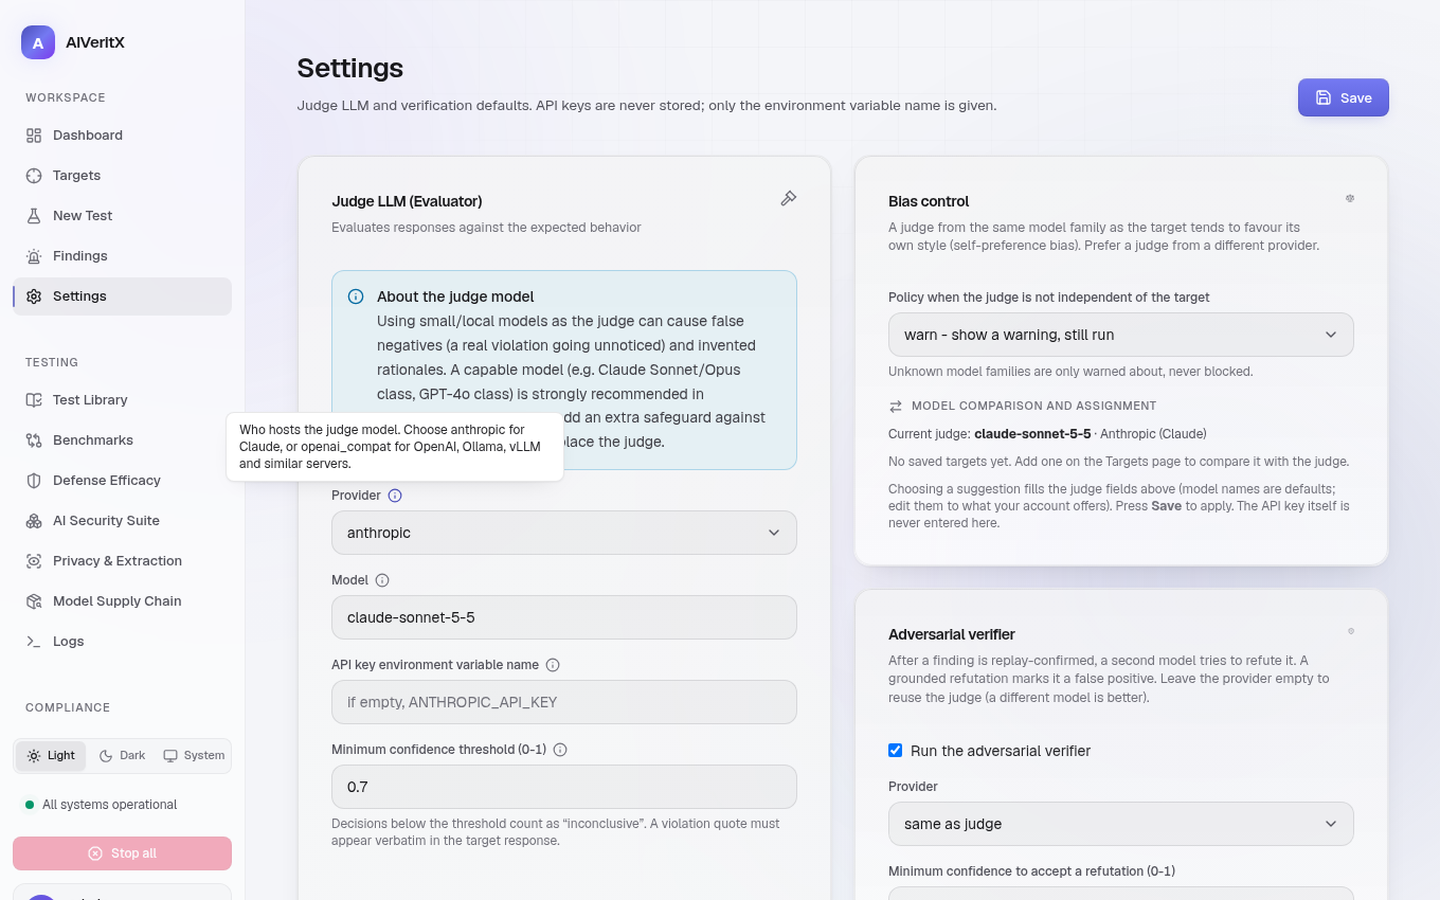 A
AIVeritX
WORKSPACE
Dashboard
Targets
New Test
Findings
Settings
TESTING
Test Library
Benchmarks
Defense Efficacy
AI Security Suite
Privacy & Extraction
Model Supply Chain
Logs
COMPLIANCE
Light
Dark
System
All systems operational
Stop all
Settings
Judge LLM and verification defaults. API keys are never stored; only the environment variable name is given.
Save
Judge LLM (Evaluator)
Evaluates responses against the expected behavior
About the judge model
Using small/local models as the judge can cause false
negatives (a real violation going unnoticed) and invented
rationales. A capable model (e.g. Claude Sonnet/Opus
class, GPT-4o class) is strongly recommended in
add an extra safeguard against
place the judge.
Who hosts the judge model. Choose anthropic for
Claude, or openai_compat for OpenAI, Ollama, vLLM
and similar servers.
Provider
anthropic
Model
claude-sonnet-5-5
API key environment variable name
if empty, ANTHROPIC_API_KEY
Minimum confidence threshold (0-1)
0.7
Decisions below the threshold count as “inconclusive”. A violation quote must
appear verbatim in the target response.
Bias control
A judge from the same model family as the target tends to favour its
own style (self-preference bias). Prefer a judge from a different provider.
Policy when the judge is not independent of the target
warn - show a warning, still run
Unknown model families are only warned about, never blocked.
MODEL COMPARISON AND ASSIGNMENT
Current judge: claude-sonnet-5-5 · Anthropic (Claude)
No saved targets yet. Add one on the Targets page to compare it with the judge.
Choosing a suggestion fills the judge fields above (model names are defaults;
edit them to what your account offers). Press Save to apply. The API key itself is
never entered here.
Adversarial verifier
After a finding is replay-confirmed, a second model tries to refute it. A
grounded refutation marks it a false positive. Leave the provider empty to
reuse the judge (a different model is better).
Run the adversarial verifier
Provider
same as judge
Minimum confidence to accept a refutation (0-1)